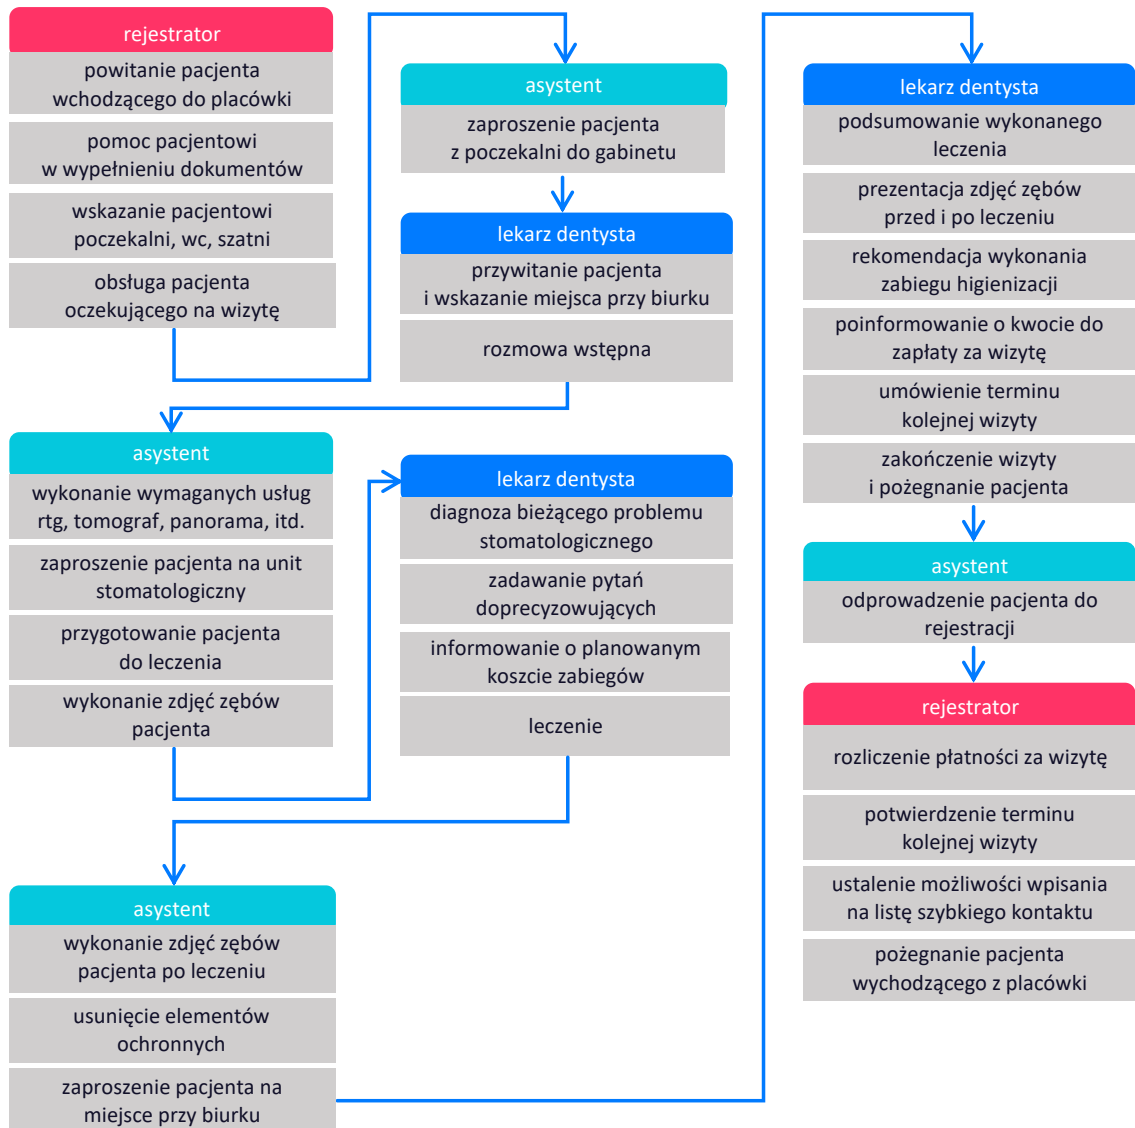 rejestrator
powitanie pacjenta
wchodzącego do placówki
pomoc pacjentowi
w wypełnieniu dokumentów
wskazanie pacjentowi
poczekalni, wc, szatni
obsługa pacjenta
oczekującego na wizytę
asystent
zaproszenie pacjenta
z poczekalni do gabinetu
lekarz dentysta
przywitanie pacjenta
i wskazanie miejsca przy biurku
rozmowa wstępna
asystent
wykonanie wymaganych usług
rtg, tomograf, panorama, itd.
zaproszenie pacjenta na unit
stomatologiczny
przygotowanie pacjenta
do leczenia
wykonanie zdjęć zębów
pacjenta
lekarz dentysta
diagnoza bieżącego problemu
stomatologicznego
zadawanie pytań
doprecyzowujących
informowanie o planowanym
koszcie zabiegów
leczenie
asystent
wykonanie zdjęć zębów
pacjenta po leczeniu
usunięcie elementów
ochronnych
zaproszenie pacjenta na
miejsce przy biurku
lekarz dentysta
podsumowanie wykonanego
leczenia
prezentacja zdjęć zębów
przed i po leczeniu
rekomendacja wykonania
zabiegu higienizacji
poinformowanie o kwocie do
zapłaty za wizytę
umówienie terminu
kolejnej wizyty
zakończenie wizyty
i pożegnanie pacjenta
asystent
odprowadzenie pacjenta do
rejestracji
rejestrator
rozliczenie płatności za wizytę
potwierdzenie terminu
kolejnej wizyty
ustalenie możliwości wpisania
na listę szybkiego kontaktu
pożegnanie pacjenta
wychodzącego z placówki